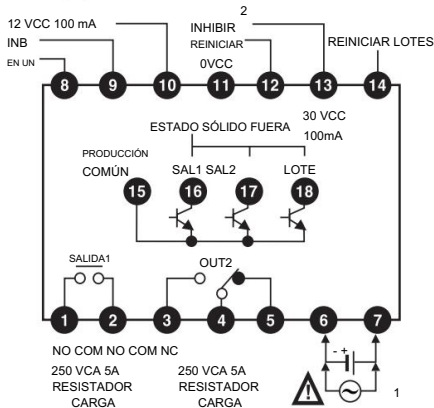 12 VCC 100 mA
INB
EN UN
2
INHIBIR
REINICIAR
0VCC
REINICIAR LOTES
8 9 10 11 12 13 14
ESTADO SÓLIDO FUERA
30 VCC
100mA
PRODUCCIÓN
COMÚN
SAL1 SAL2
LOTE
15 16 17 18
SALIDA1
OUT2
1 2 3 4 5 6 7
- +
NO COM NO COM NC
250 VCA 5A
RESISTADOR
CARGA
250 VCA 5A
RESISTADOR
CARGA
1